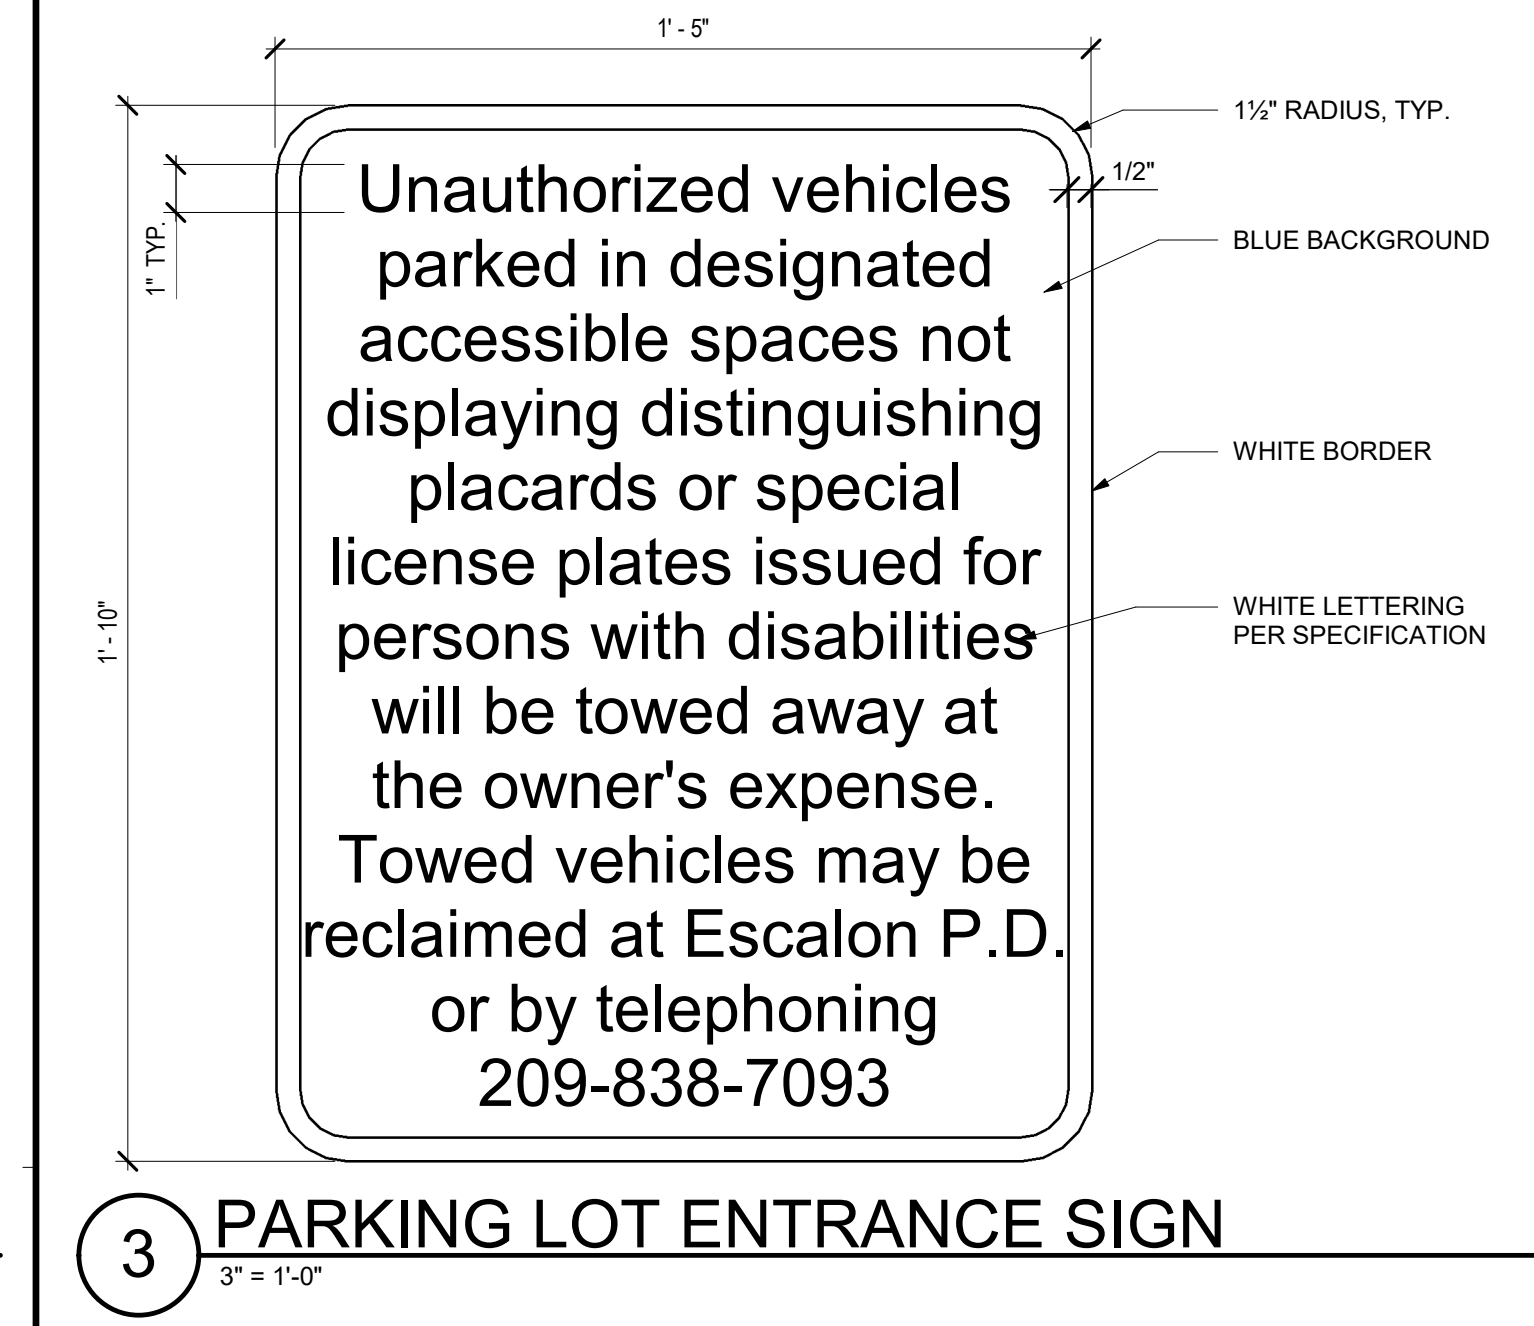 1' - 5"
1½" RADIUS, TYP.
1/2"
1" TYP.
BLUE BACKGROUND
WHITE BORDER
1' - 10"
WHITE LETTERING
PER SPECIFICATION
Unauthorized vehicles
parked in designated
accessible spaces not
displaying distinguishing
placards or special
license plates issued for
persons with disabilities
will be towed away at
the owner's expense.
Towed vehicles may be
reclaimed at Escalon P.D.
or by telephoning
209-838-7093
3
PARKING LOT ENTRANCE SIGN
3" = 1'-0"